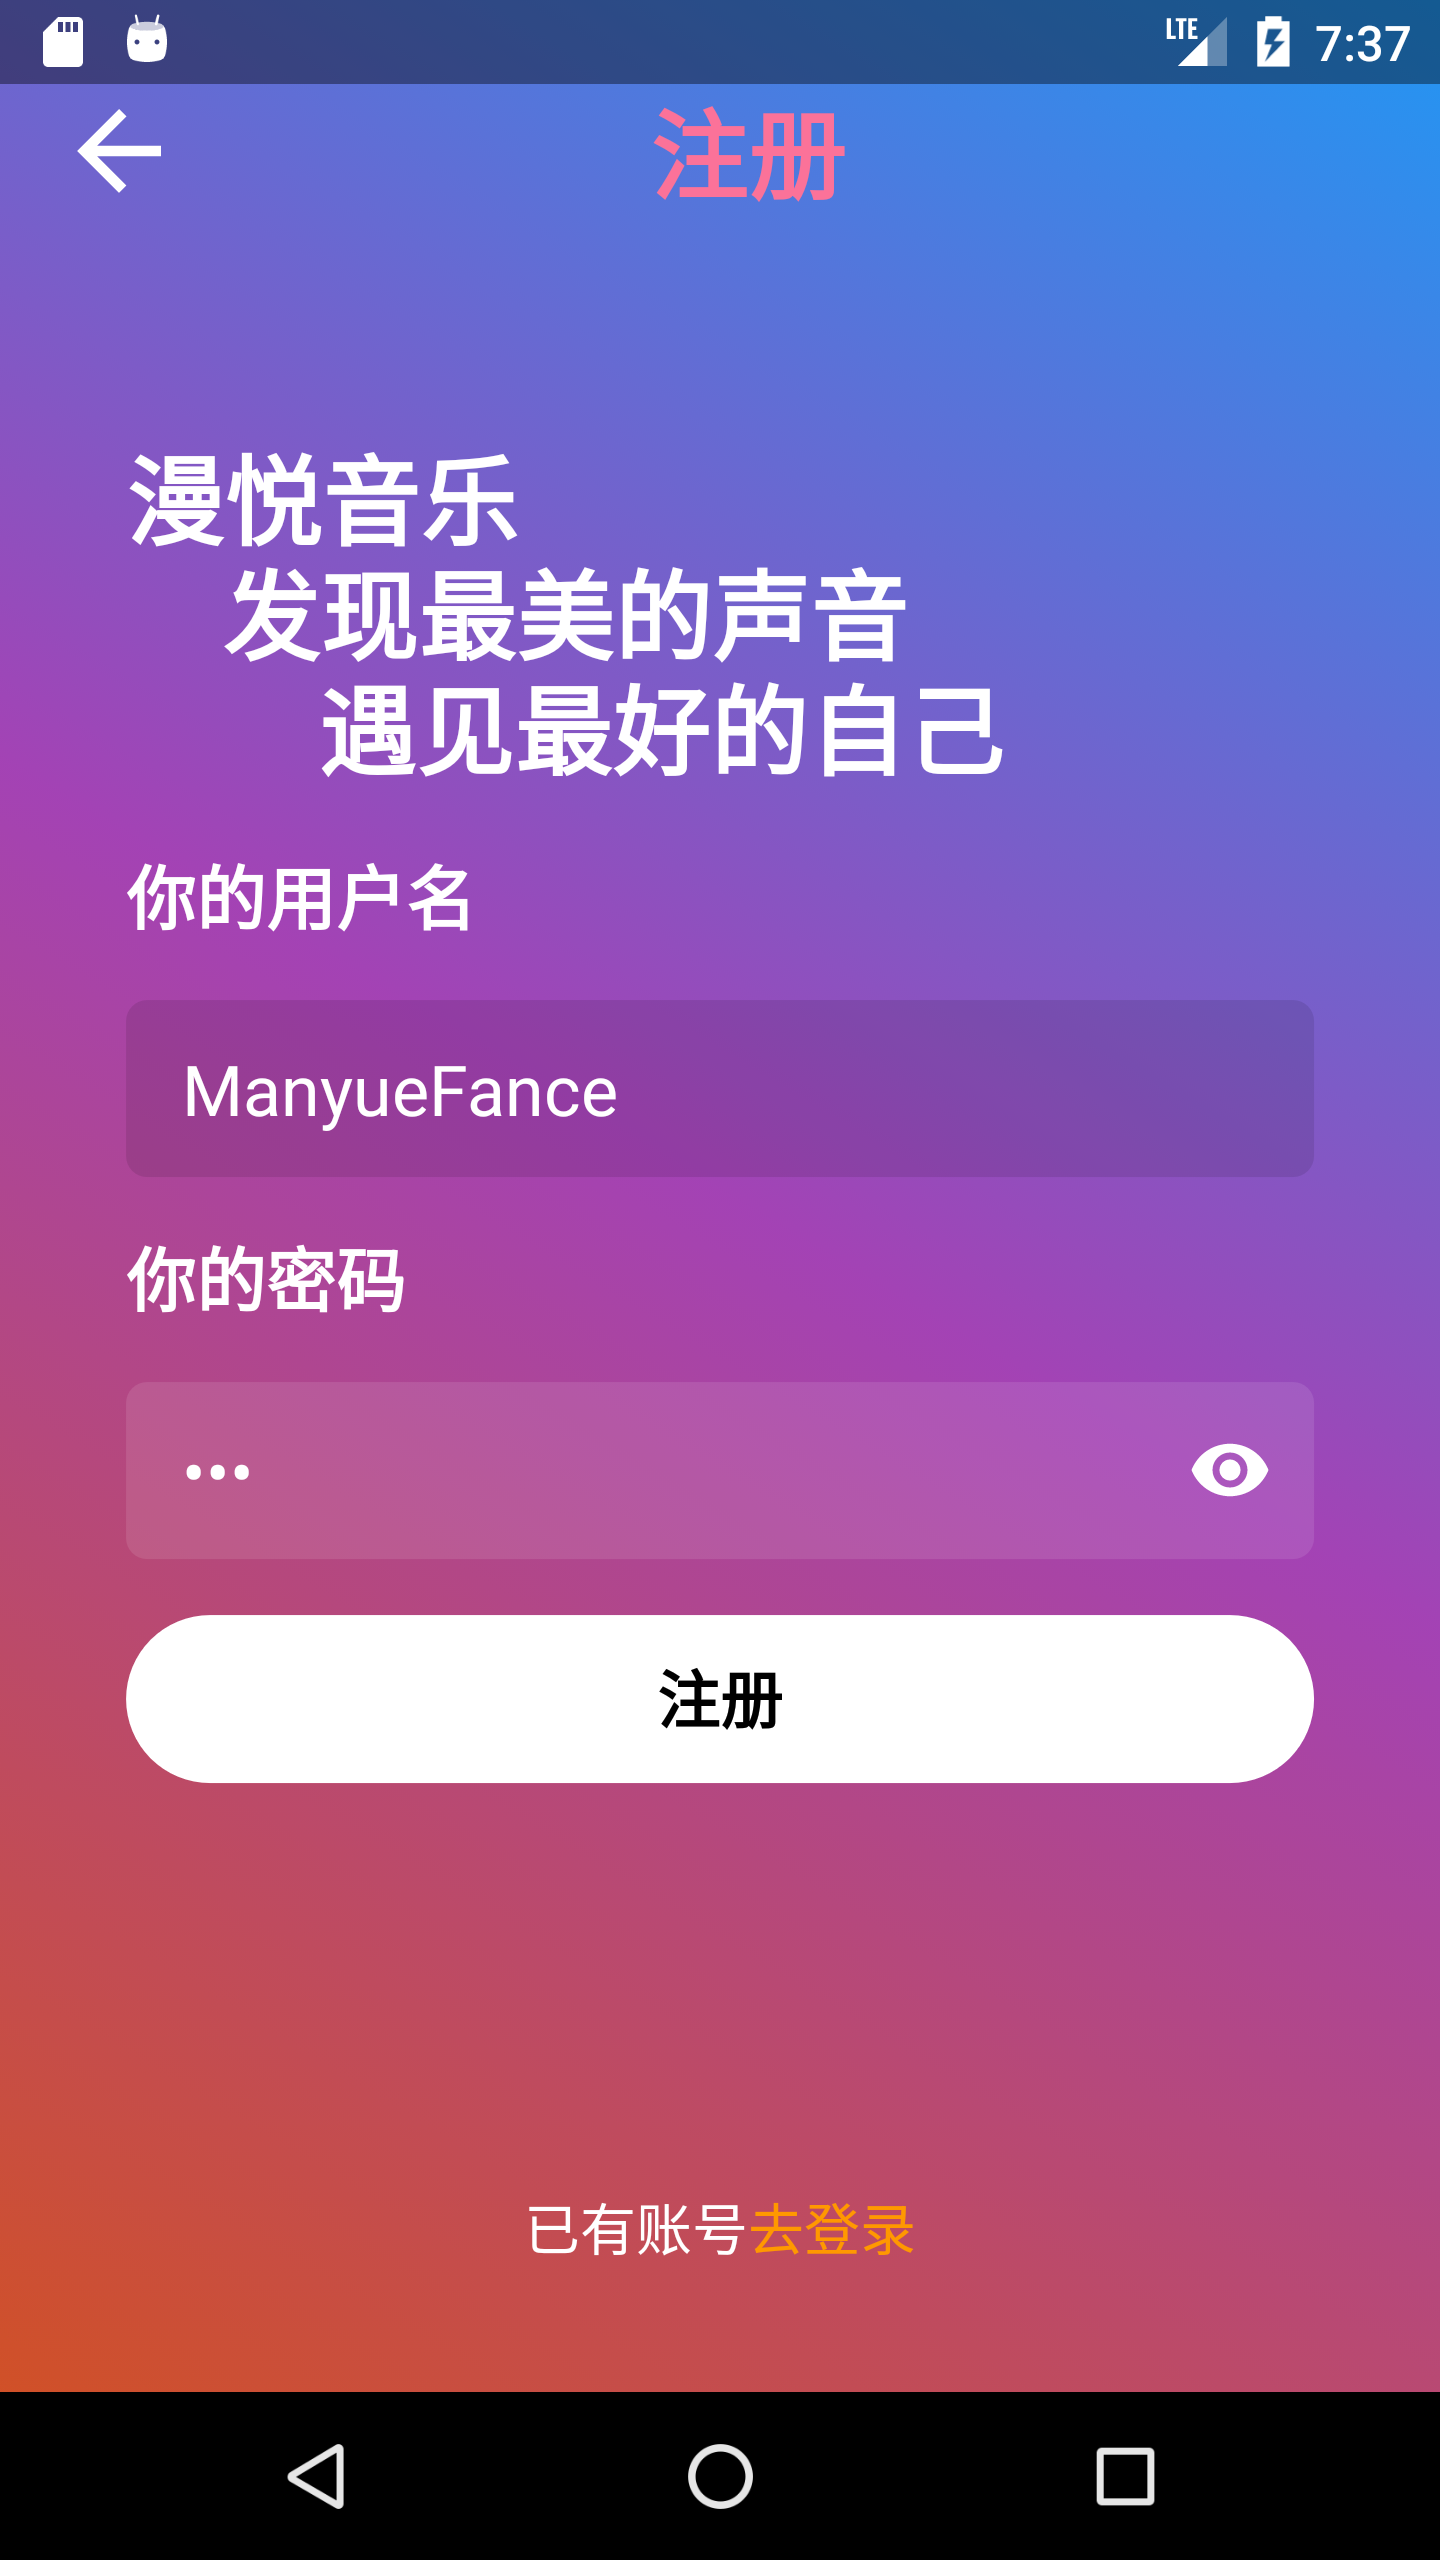 LTE 7:37
注册
漫悦音乐
发现最美的声音
遇见最好的自己
你的用户名
ManyueFance
你的密码
•••
注册
已有账号去登录